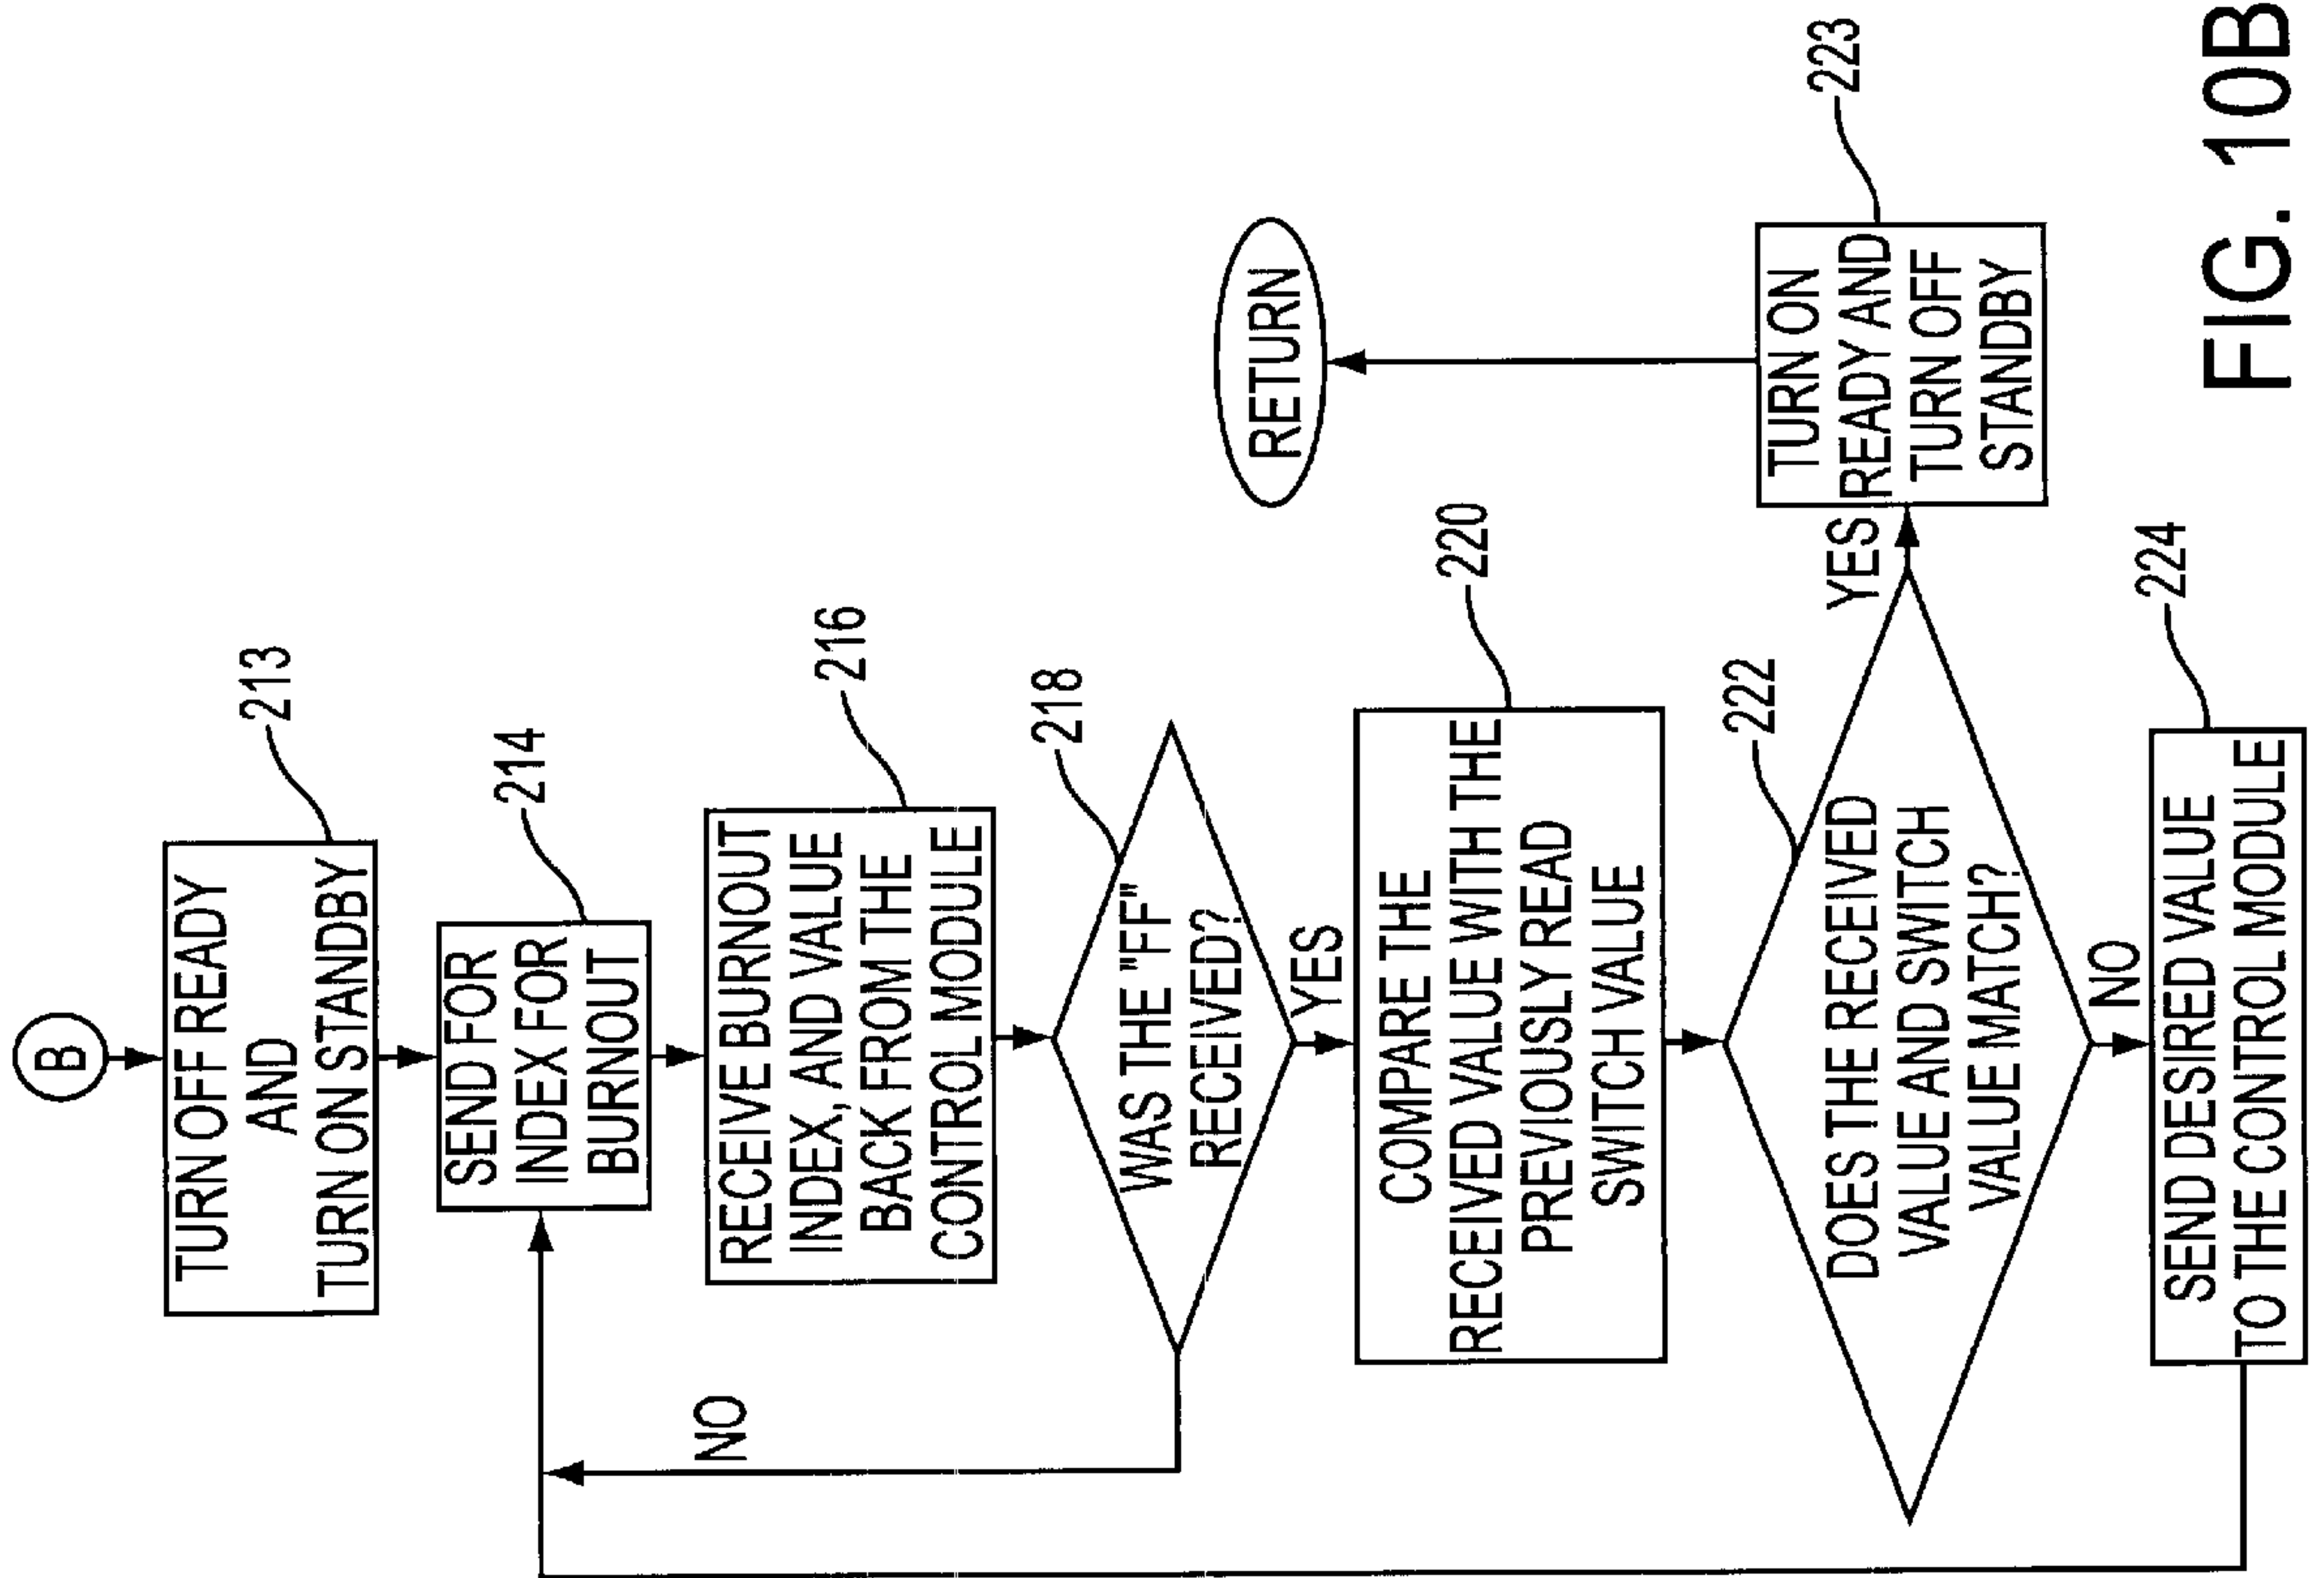 B
TURN OFF READY
AND
TURN ON STANDBY
213
SEND FOR
INDEX FOR
BURNOUT
214
RECEIVE BURNOUT
INDEX, AND VALUE
BACK FROM THE
CONTROL MODULE
216
WAS THE "FF"
RECEIVED?
218
NO
YES
COMPARE THE
RECEIVED VALUE WITH THE
PREVIOUSLY READ
SWITCH VALUE
220
DOES THE RECEIVED
VALUE AND SWITCH
VALUE MATCH?
222
YES
TURN ON
READY AND
TURN OFF
STANDBY
223
RETURN
NO
SEND DESIRED VALUE
TO THE CONTROL MODULE
224
FIG. 10B